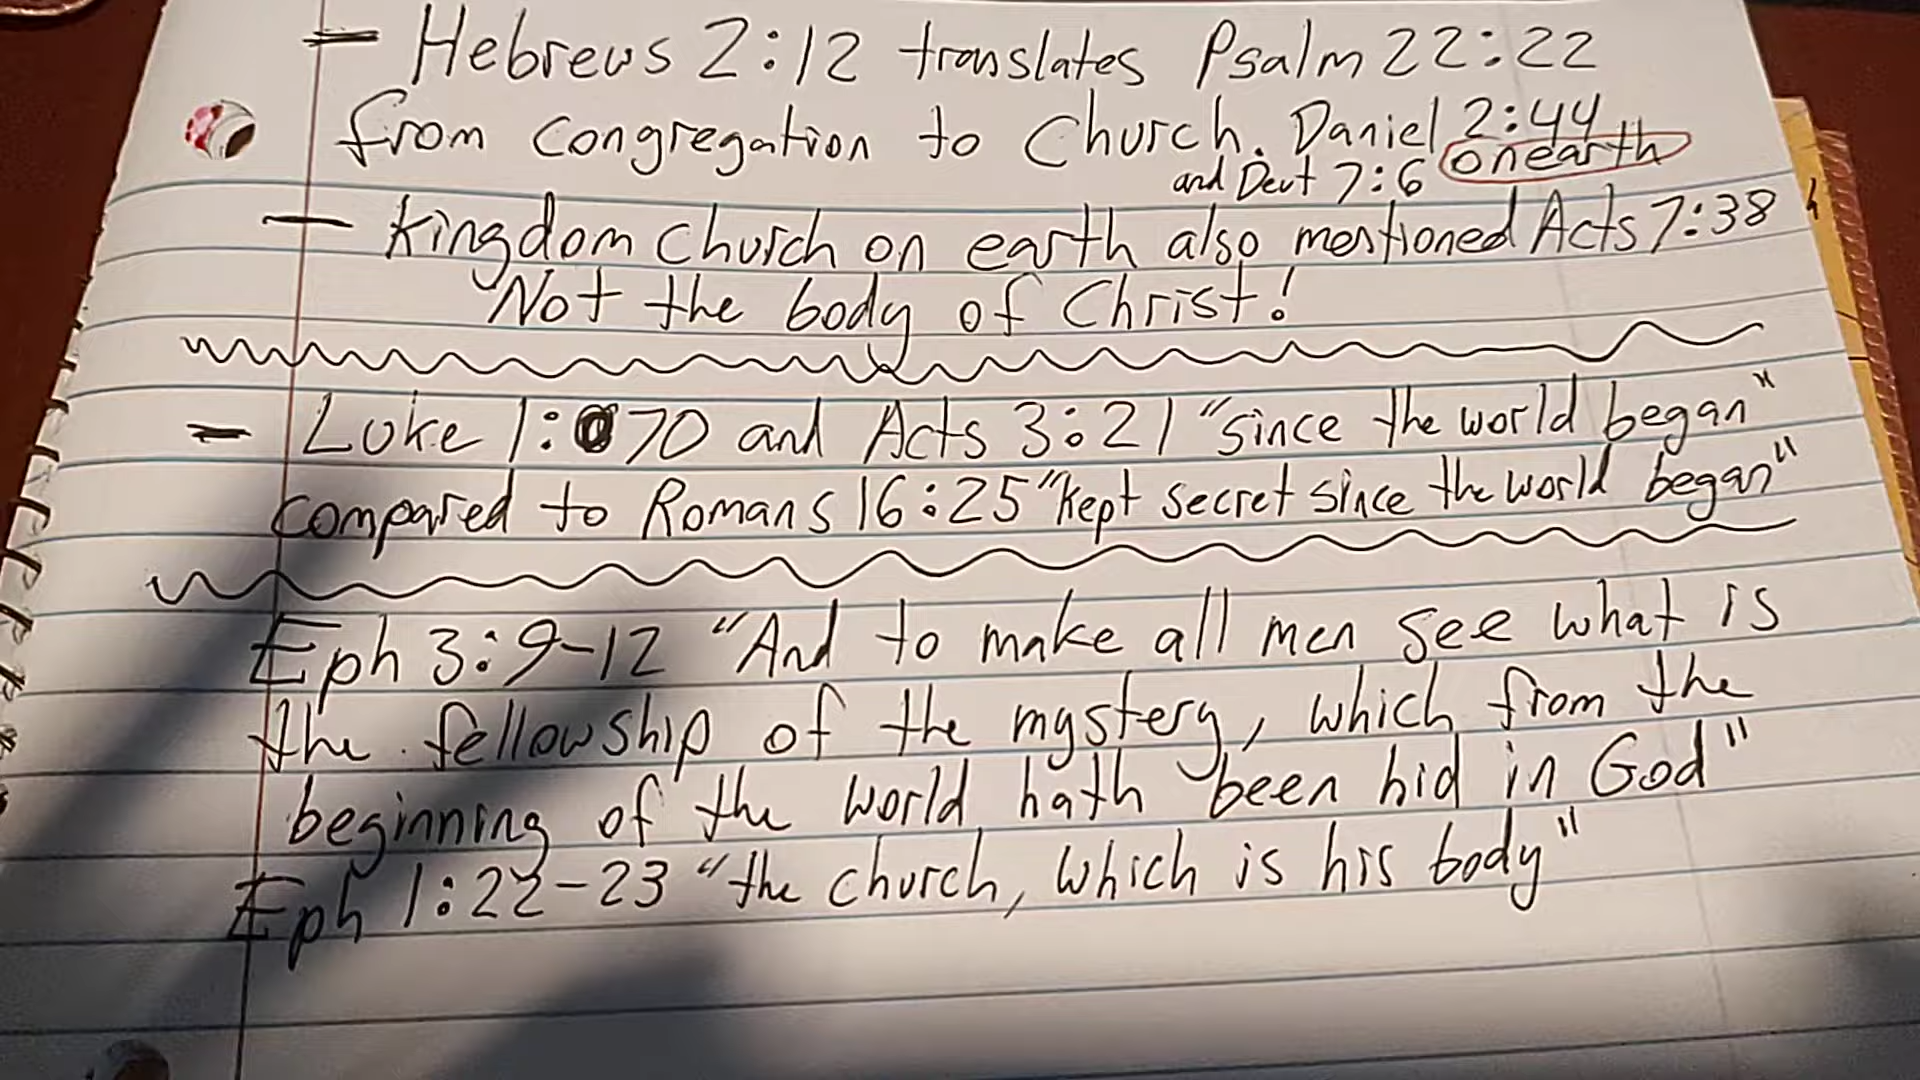 - Hebrews 2:12 translates Psalm 22:22
from congregation to Church. Daniel 2:44
and Deut 7:6 on earth
- Kingdom church on earth also mentioned Acts 7:38
Not the body of Christ!
- Luke 1:70 and Acts 3:21 "since the world began"
compared to Romans 16:25 "kept secret since the world began"
Eph 3:9-12 "And to make all men see what is
the fellowship of the mystery, which from the
beginning of the world hath been hid in God"
Eph 1:22-23 "the church, which is his body"